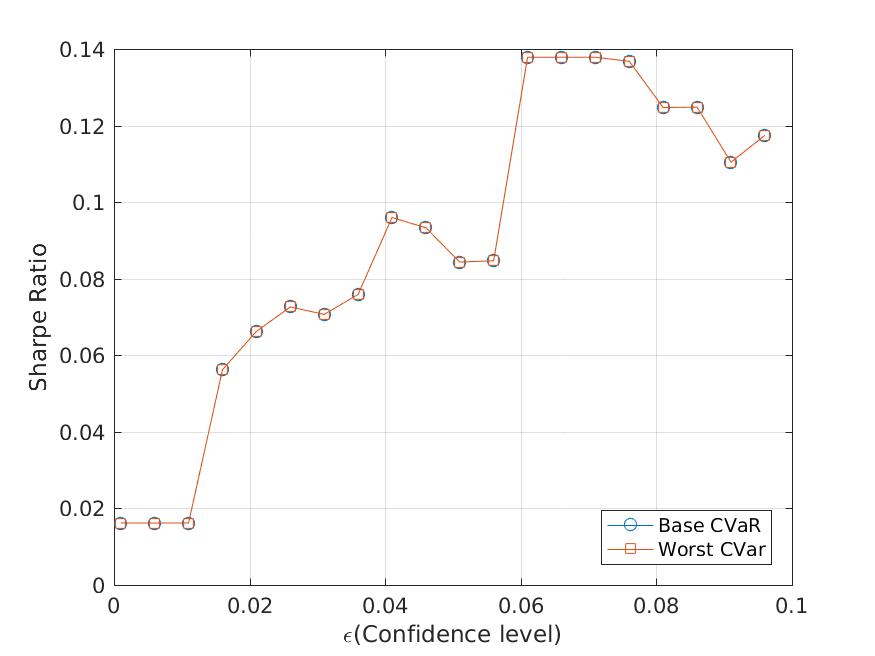 0.14
0.12
0.1
0.08
0.06
0.04
0.02
0
Sharpe Ratio
Base CVaR
Worst CVar
0 0.02 0.04 0.06 0.08 0.1
ϵ(Confidence level)